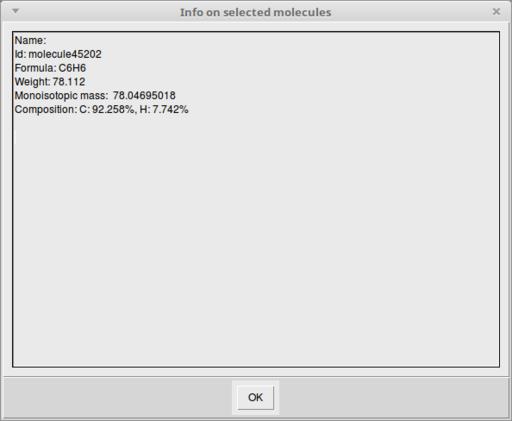 Info on selected molecules
Name:
Id: molecule45202
Formula: C6H6
Weight: 78.112
Monoisotopic mass:  78.04695018
Composition: C: 92.258%, H: 7.742%
OK